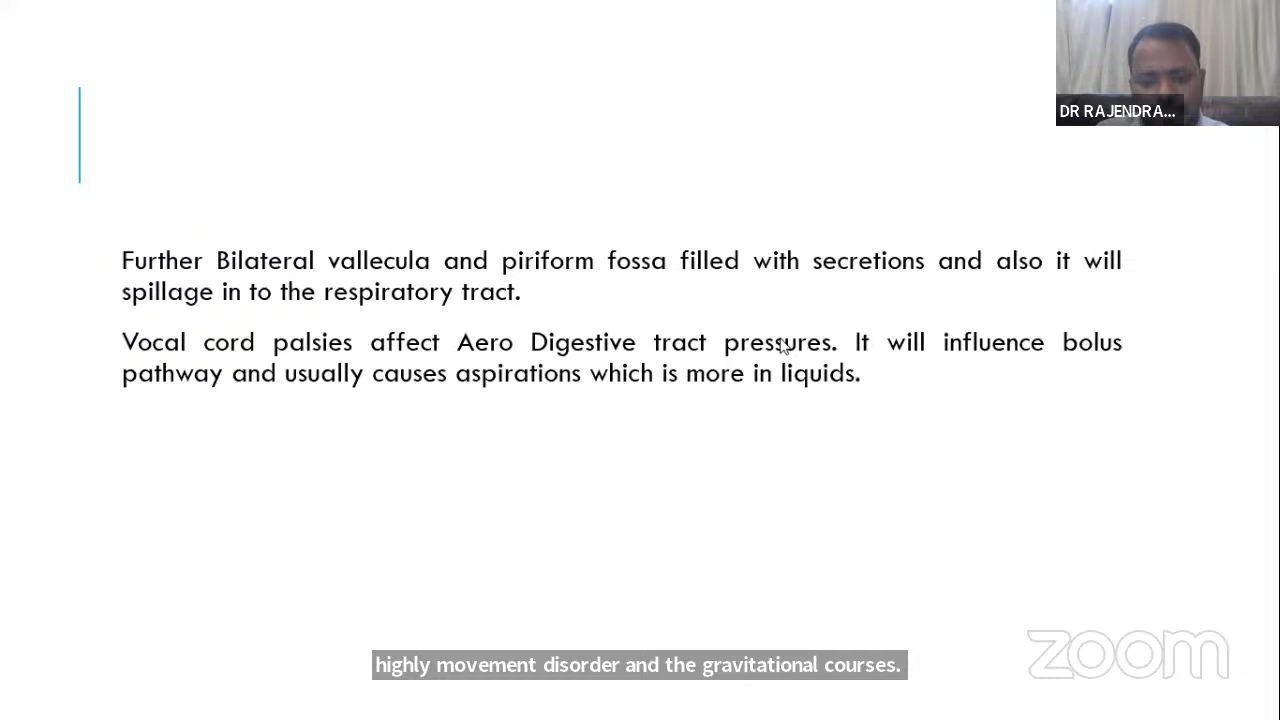 DR RAJENDRA...
Further Bilateral vallecula and piriform fossa filled with secretions and also it will
spillage in to the respiratory tract.
Vocal cord palsies affect Aero Digestive tract pressures. It will influence bolus
pathway and usually causes aspirations which is more in liquids.
zoom
highly movement disorder and the gravitational courses.